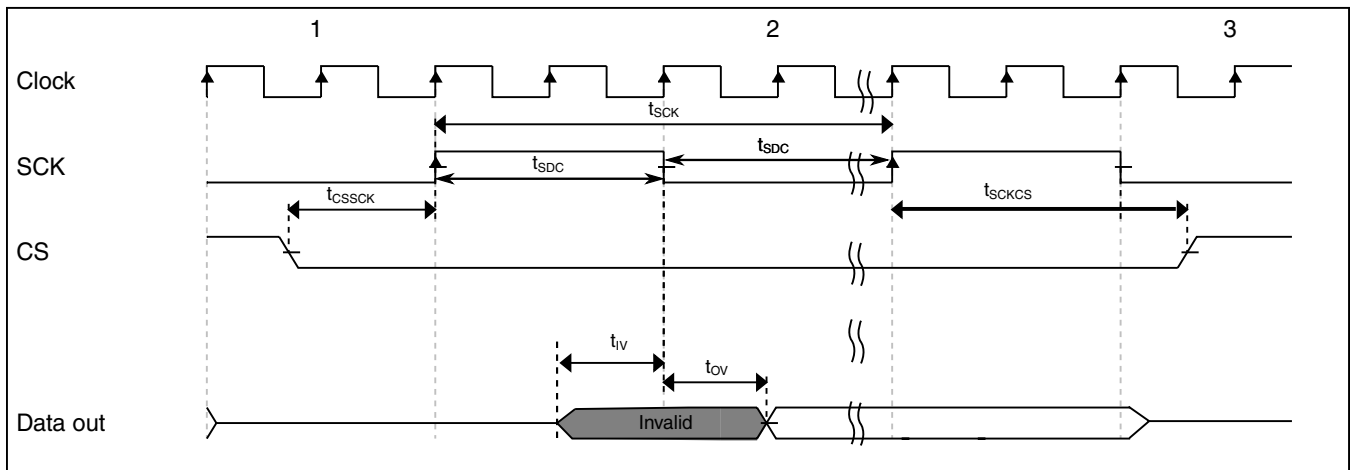 1 2 3
Clock
tSCK
SCK
tSDC tSDC
tCSSCK tSCKCS
CS
tIV
tOV
Data out Invalid